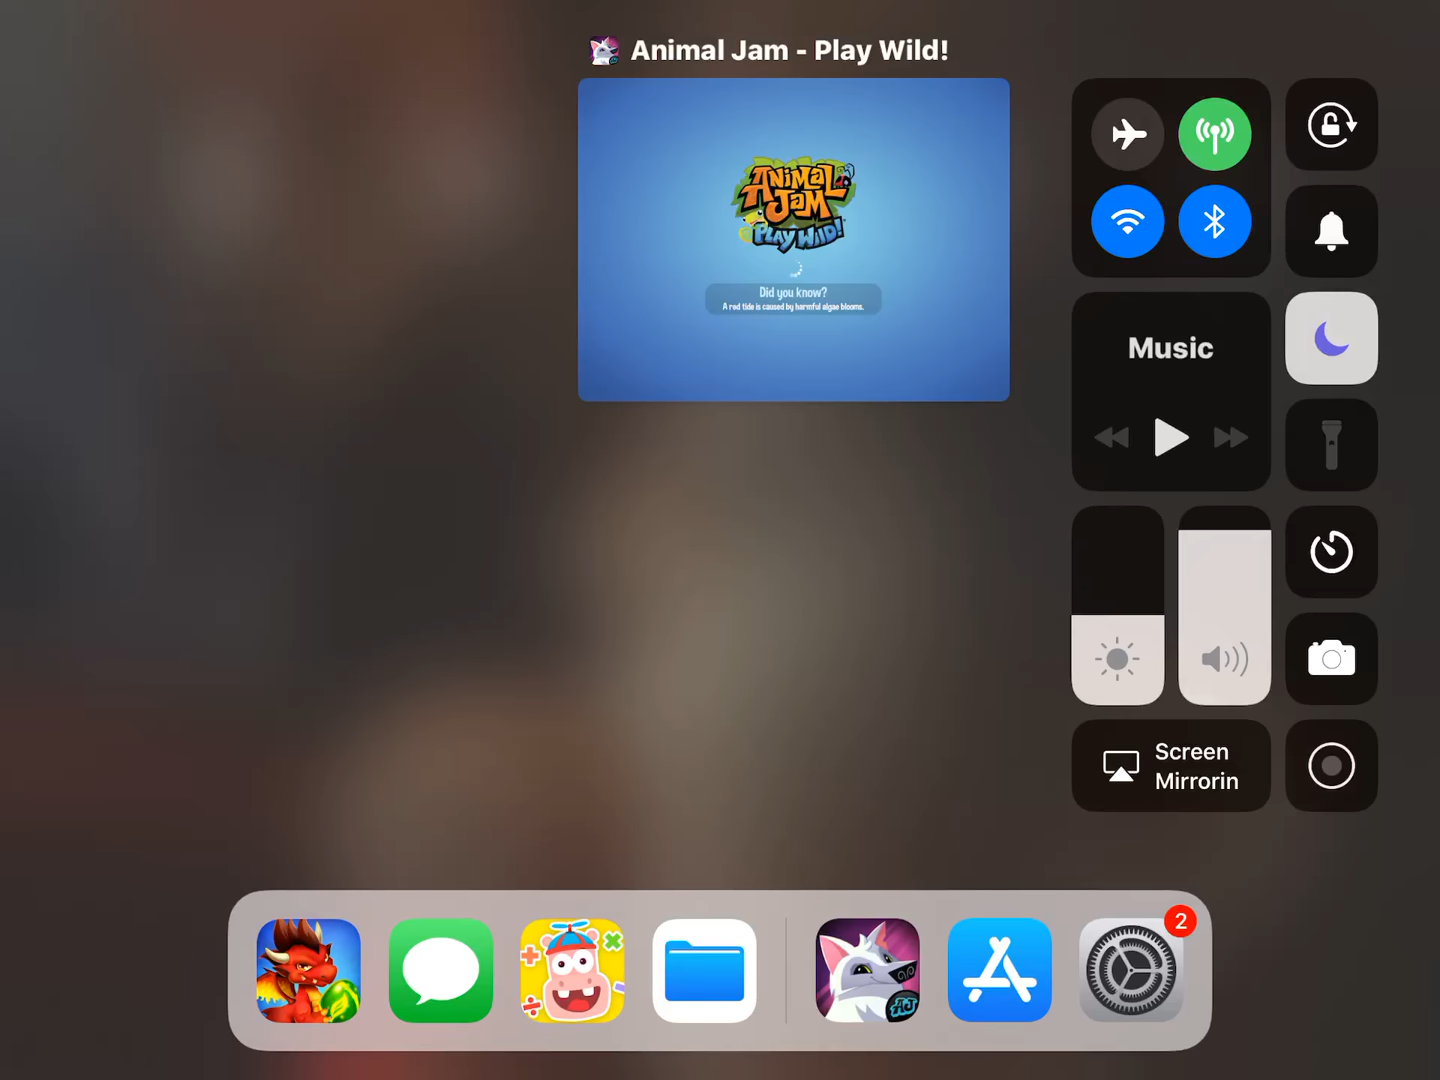 Animal Jam - Play Wild!
ANIMAL
JAM
PLAY WILD!
Did you know?
A red tide is caused by harmful algae blooms.
Music
Screen
Mirrorin
2
AJ